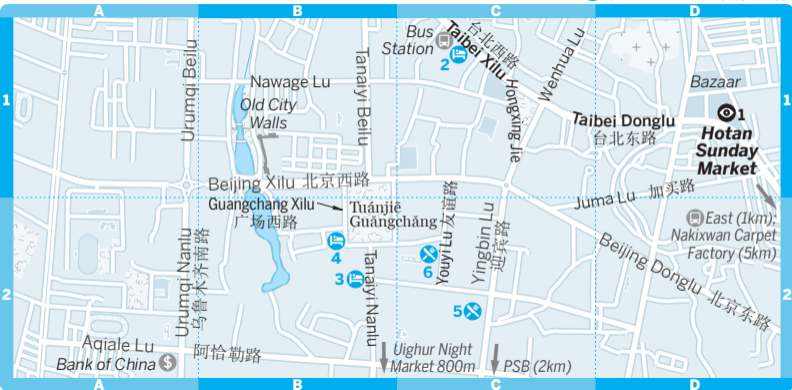 A
B
C
D
1
2
1
2
Bus
Station
2
Taibei Xilu
台北西路
Urumqi Beilu
Nawage Lu
Old City
Walls
Tanaiyi Beilu
Hongxing Jie
Wenhua Lu
Taibei Donglu
台北东路
Bazaar
1
Hotan
Sunday
Market
Beijing Xilu 北京西路
Guangchang Xilu
广场西路
Tuánjié
Guǎngchǎng
Juma Lu 加买路
East (1km);
Nakixwan Carpet
Factory (5km)
Urumqi Nanlu
乌鲁木齐南路
4
3
Tanaiyi Nanlu
6
Youyi Lu 友谊路
Yingbin Lu
迎宾路
5
Beijing Donglu 北京东路
Aqiale Lu
阿恰勒路
Bank of China
Uighur Night
Market 800m
PSB (2km)
A
B
C
D